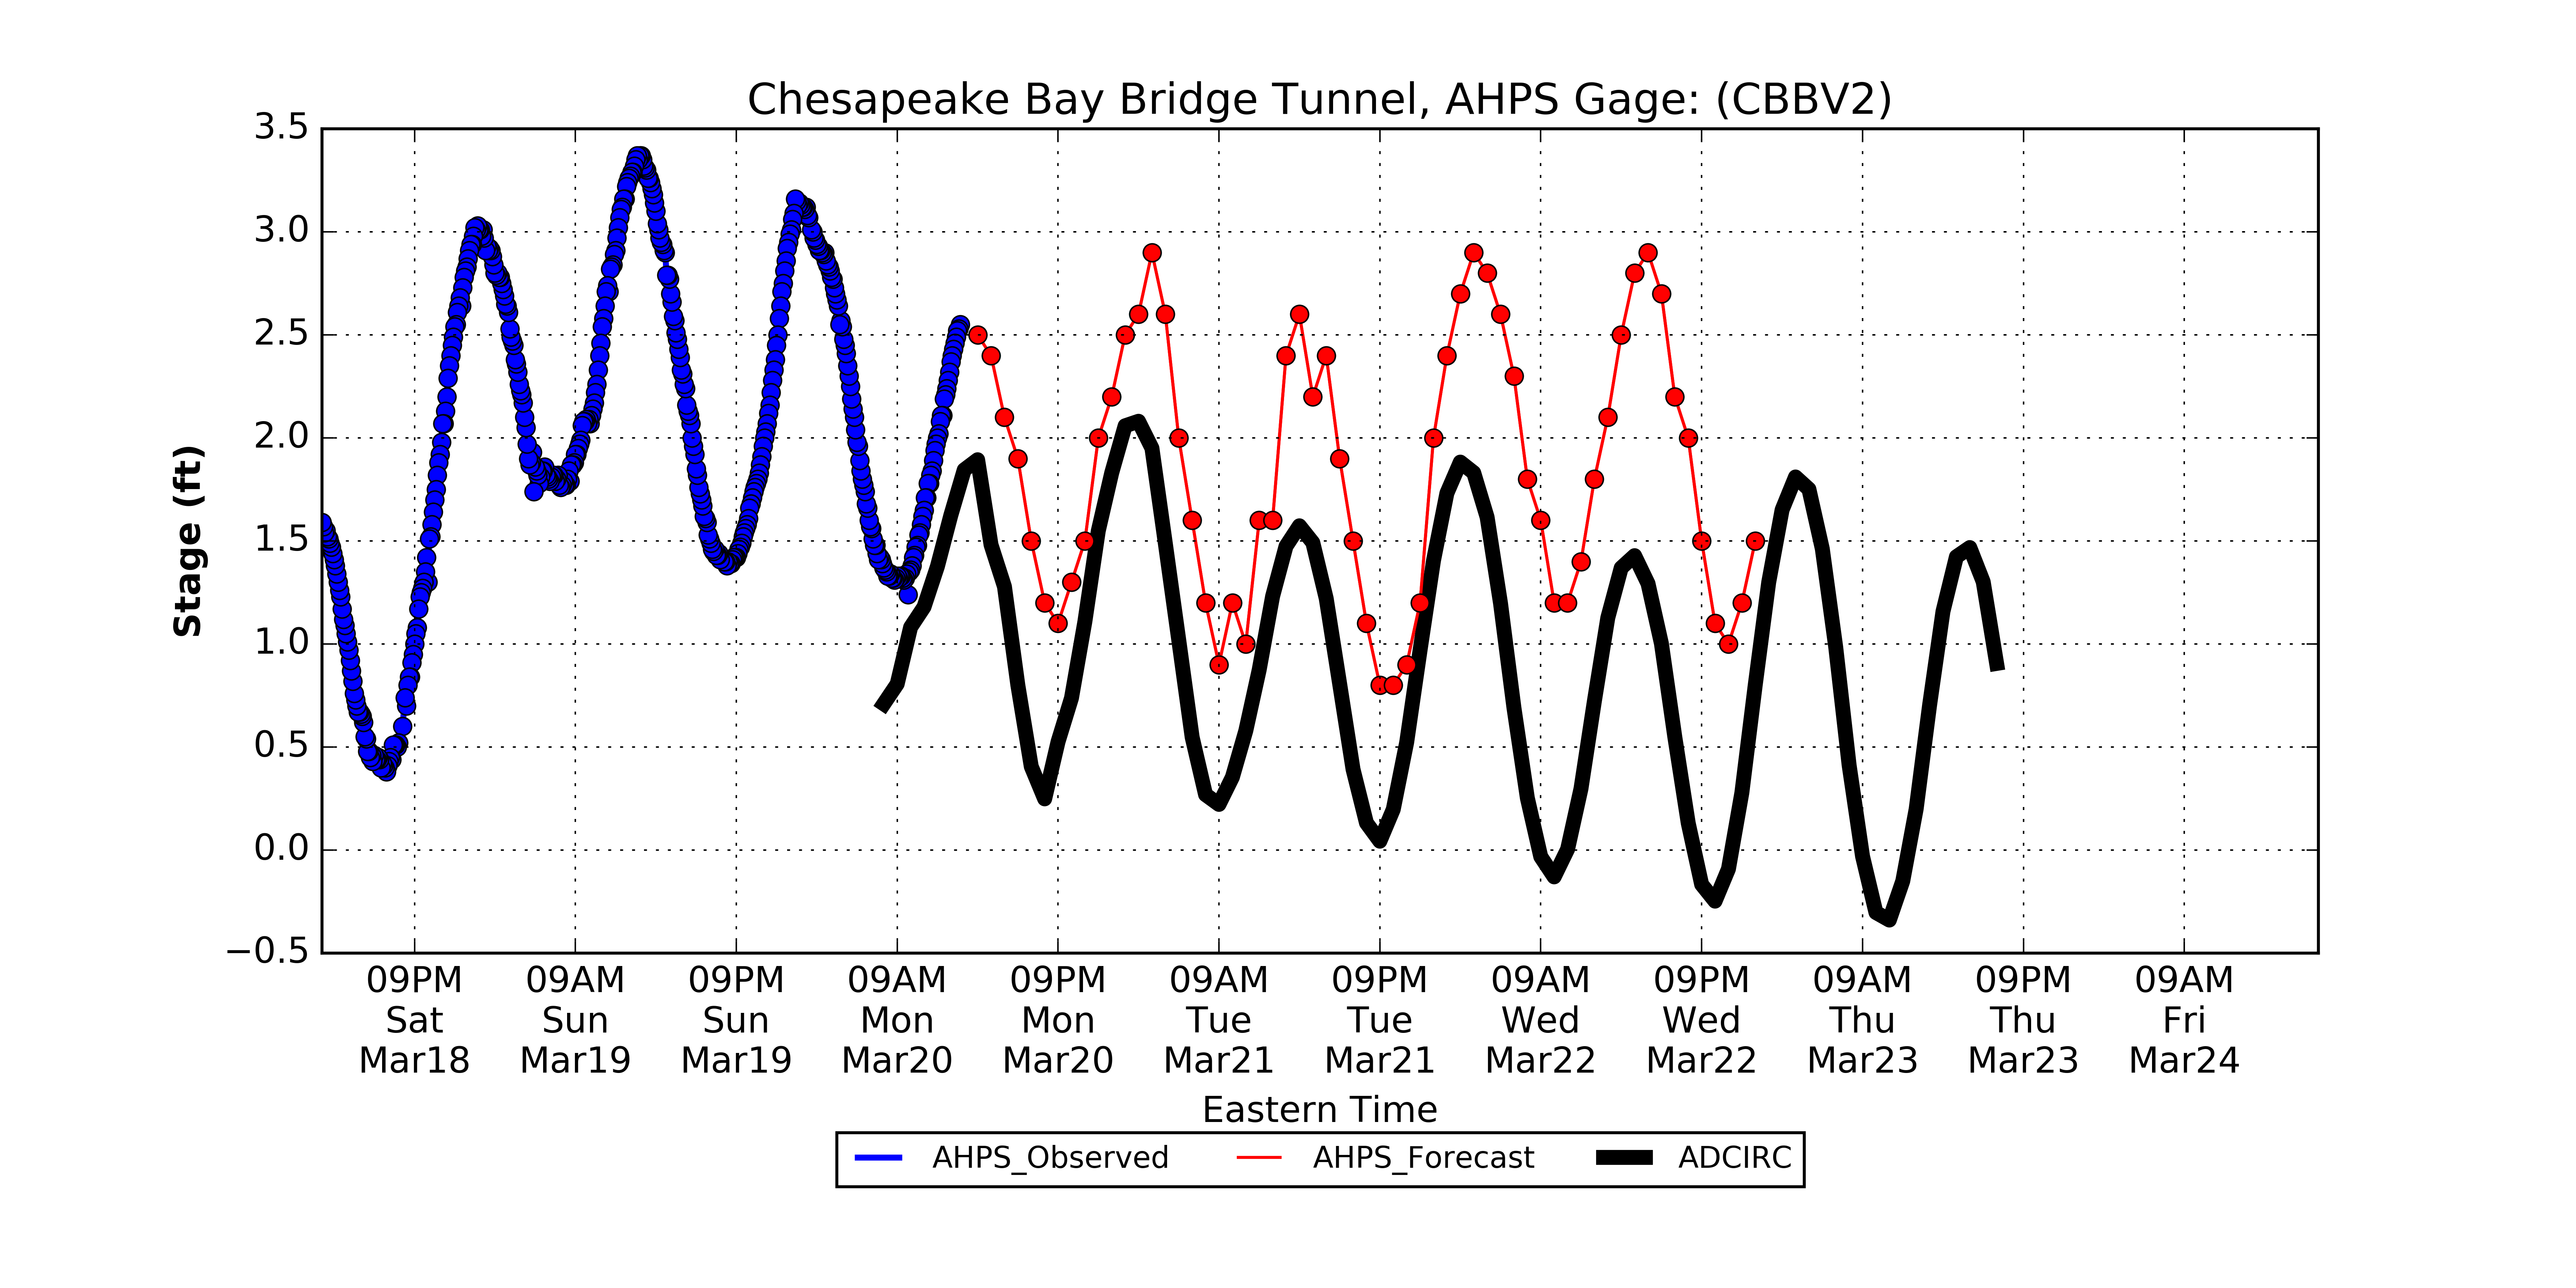 Chesapeake Bay Bridge Tunnel, AHPS Gage: (CBBV2)
3.5
3.0
2.5
2.0
1.5
1.0
0.5
0.0
−0.5
Stage (ft)
09PM 09AM 09PM 09AM 09PM 09AM 09PM 09AM 09PM 09AM 09PM 09AM
Sat Sun Sun Mon Mon Tue Tue Wed Wed Thu Thu Fri
Mar18 Mar19 Mar19 Mar20 Mar20 Mar21 Mar21 Mar22 Mar22 Mar23 Mar23 Mar24
Eastern Time
AHPS_Observed AHPS_Forecast ADCIRC